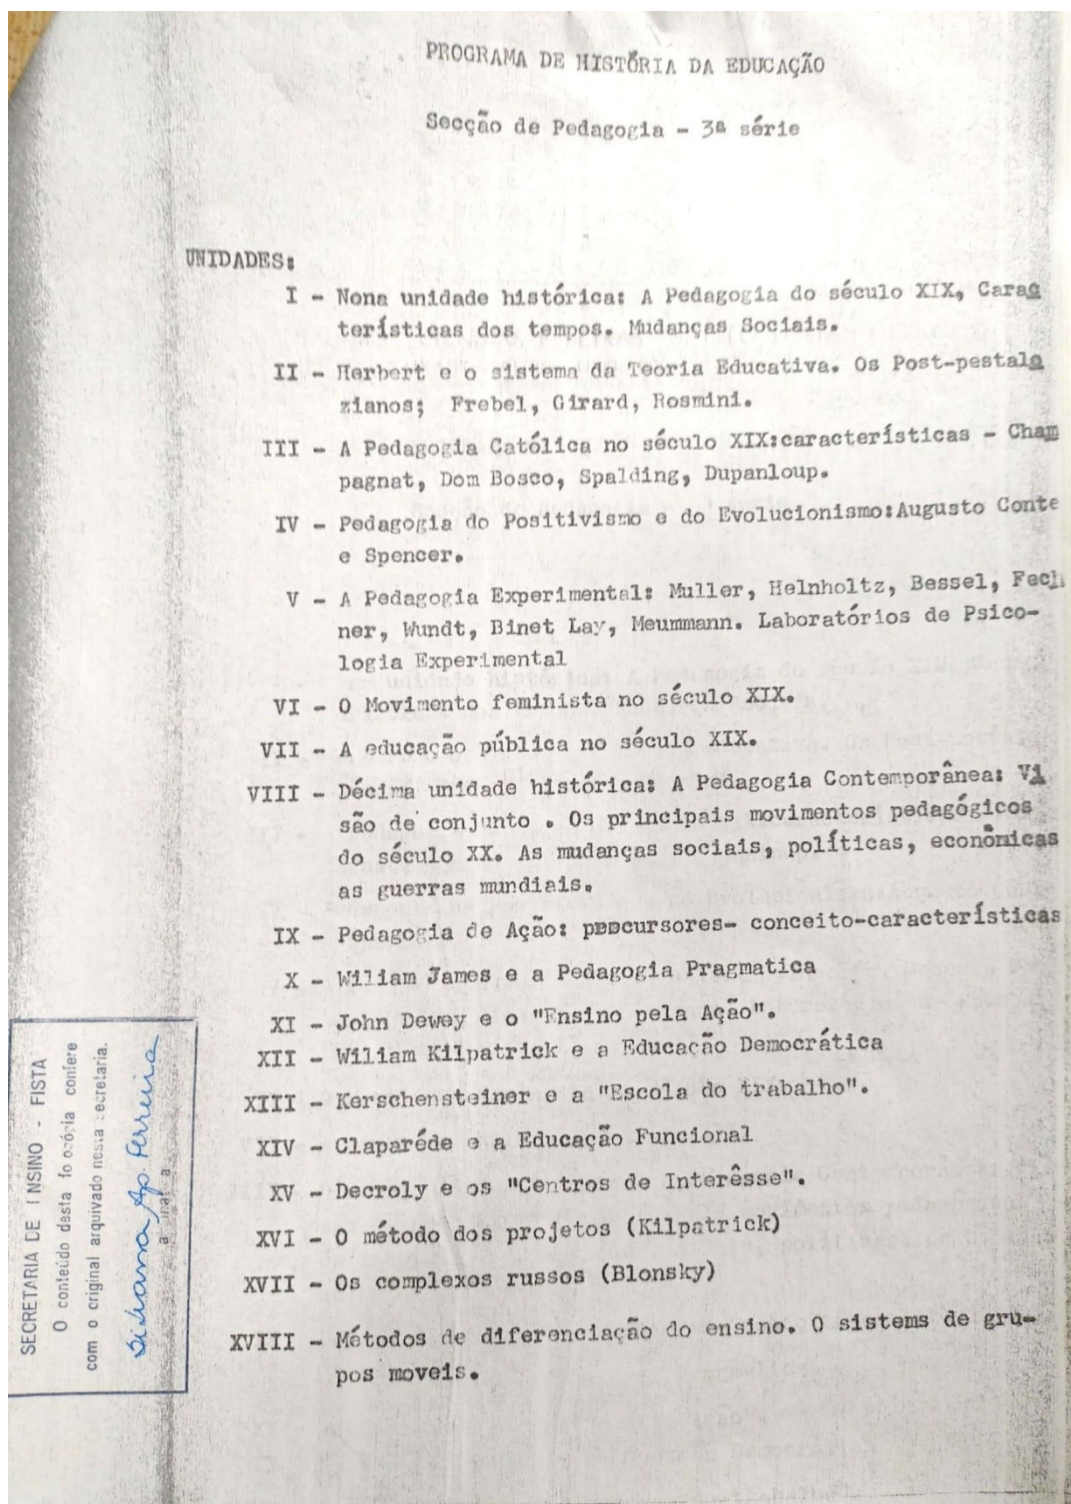 PROGRAMA DE HISTÓRIA DA EDUCAÇÃO
Secção de Pedagogia - 3ª série
UNIDADES:
I - Nona unidade histórica: A Pedagogia do século XIX, Carac
terísticas dos tempos. Mudanças Sociais.
II - Herbert e o sistema da Teoria Educativa. Os Post-pestalo
zianos; Frebel, Girard, Rosmini.
III - A Pedagogia Católica no século XIX:características - Cham
pagnat, Dom Bosco, Spalding, Dupanloup.
IV - Pedagogia do Positivismo e do Evolucionismo:Augusto Conte
e Spencer.
V - A Pedagogia Experimental: Muller, Helnholtz, Bessel, Fech
ner, Wundt, Binet Lay, Meummann. Laboratórios de Psico-
logia Experimental
VI - O Movimento feminista no século XIX.
VII - A educação pública no século XIX.
VIII - Décima unidade histórica: A Pedagogia Contemporânea: Vi
são de conjunto . Os principais movimentos pedagógicos
do século XX. As mudanças sociais, políticas, econômicas
as guerras mundiais.
IX - Pedagogia de Ação: precursores- conceito-características
X - Wiliam James e a Pedagogia Pragmatica
XI - John Dewey e o "Ensino pela Ação".
XII - Wiliam Kilpatrick e a Educação Democrática
XIII - Kerschensteiner e a "Escola do trabalho".
XIV - Claparéde e a Educação Funcional
XV - Decroly e os "Centros de Interêsse".
XVI - O método dos projetos (Kilpatrick)
XVII - Os complexos russos (Blonsky)
XVIII - Métodos de diferenciação do ensino. O sistems de gru-
pos moveis.
SECRETARIA DE ENSINO - FISTA
O conteúdo desta fotocópia confere
com o original arquivado nesta secretaria.
Ap. Ferreira